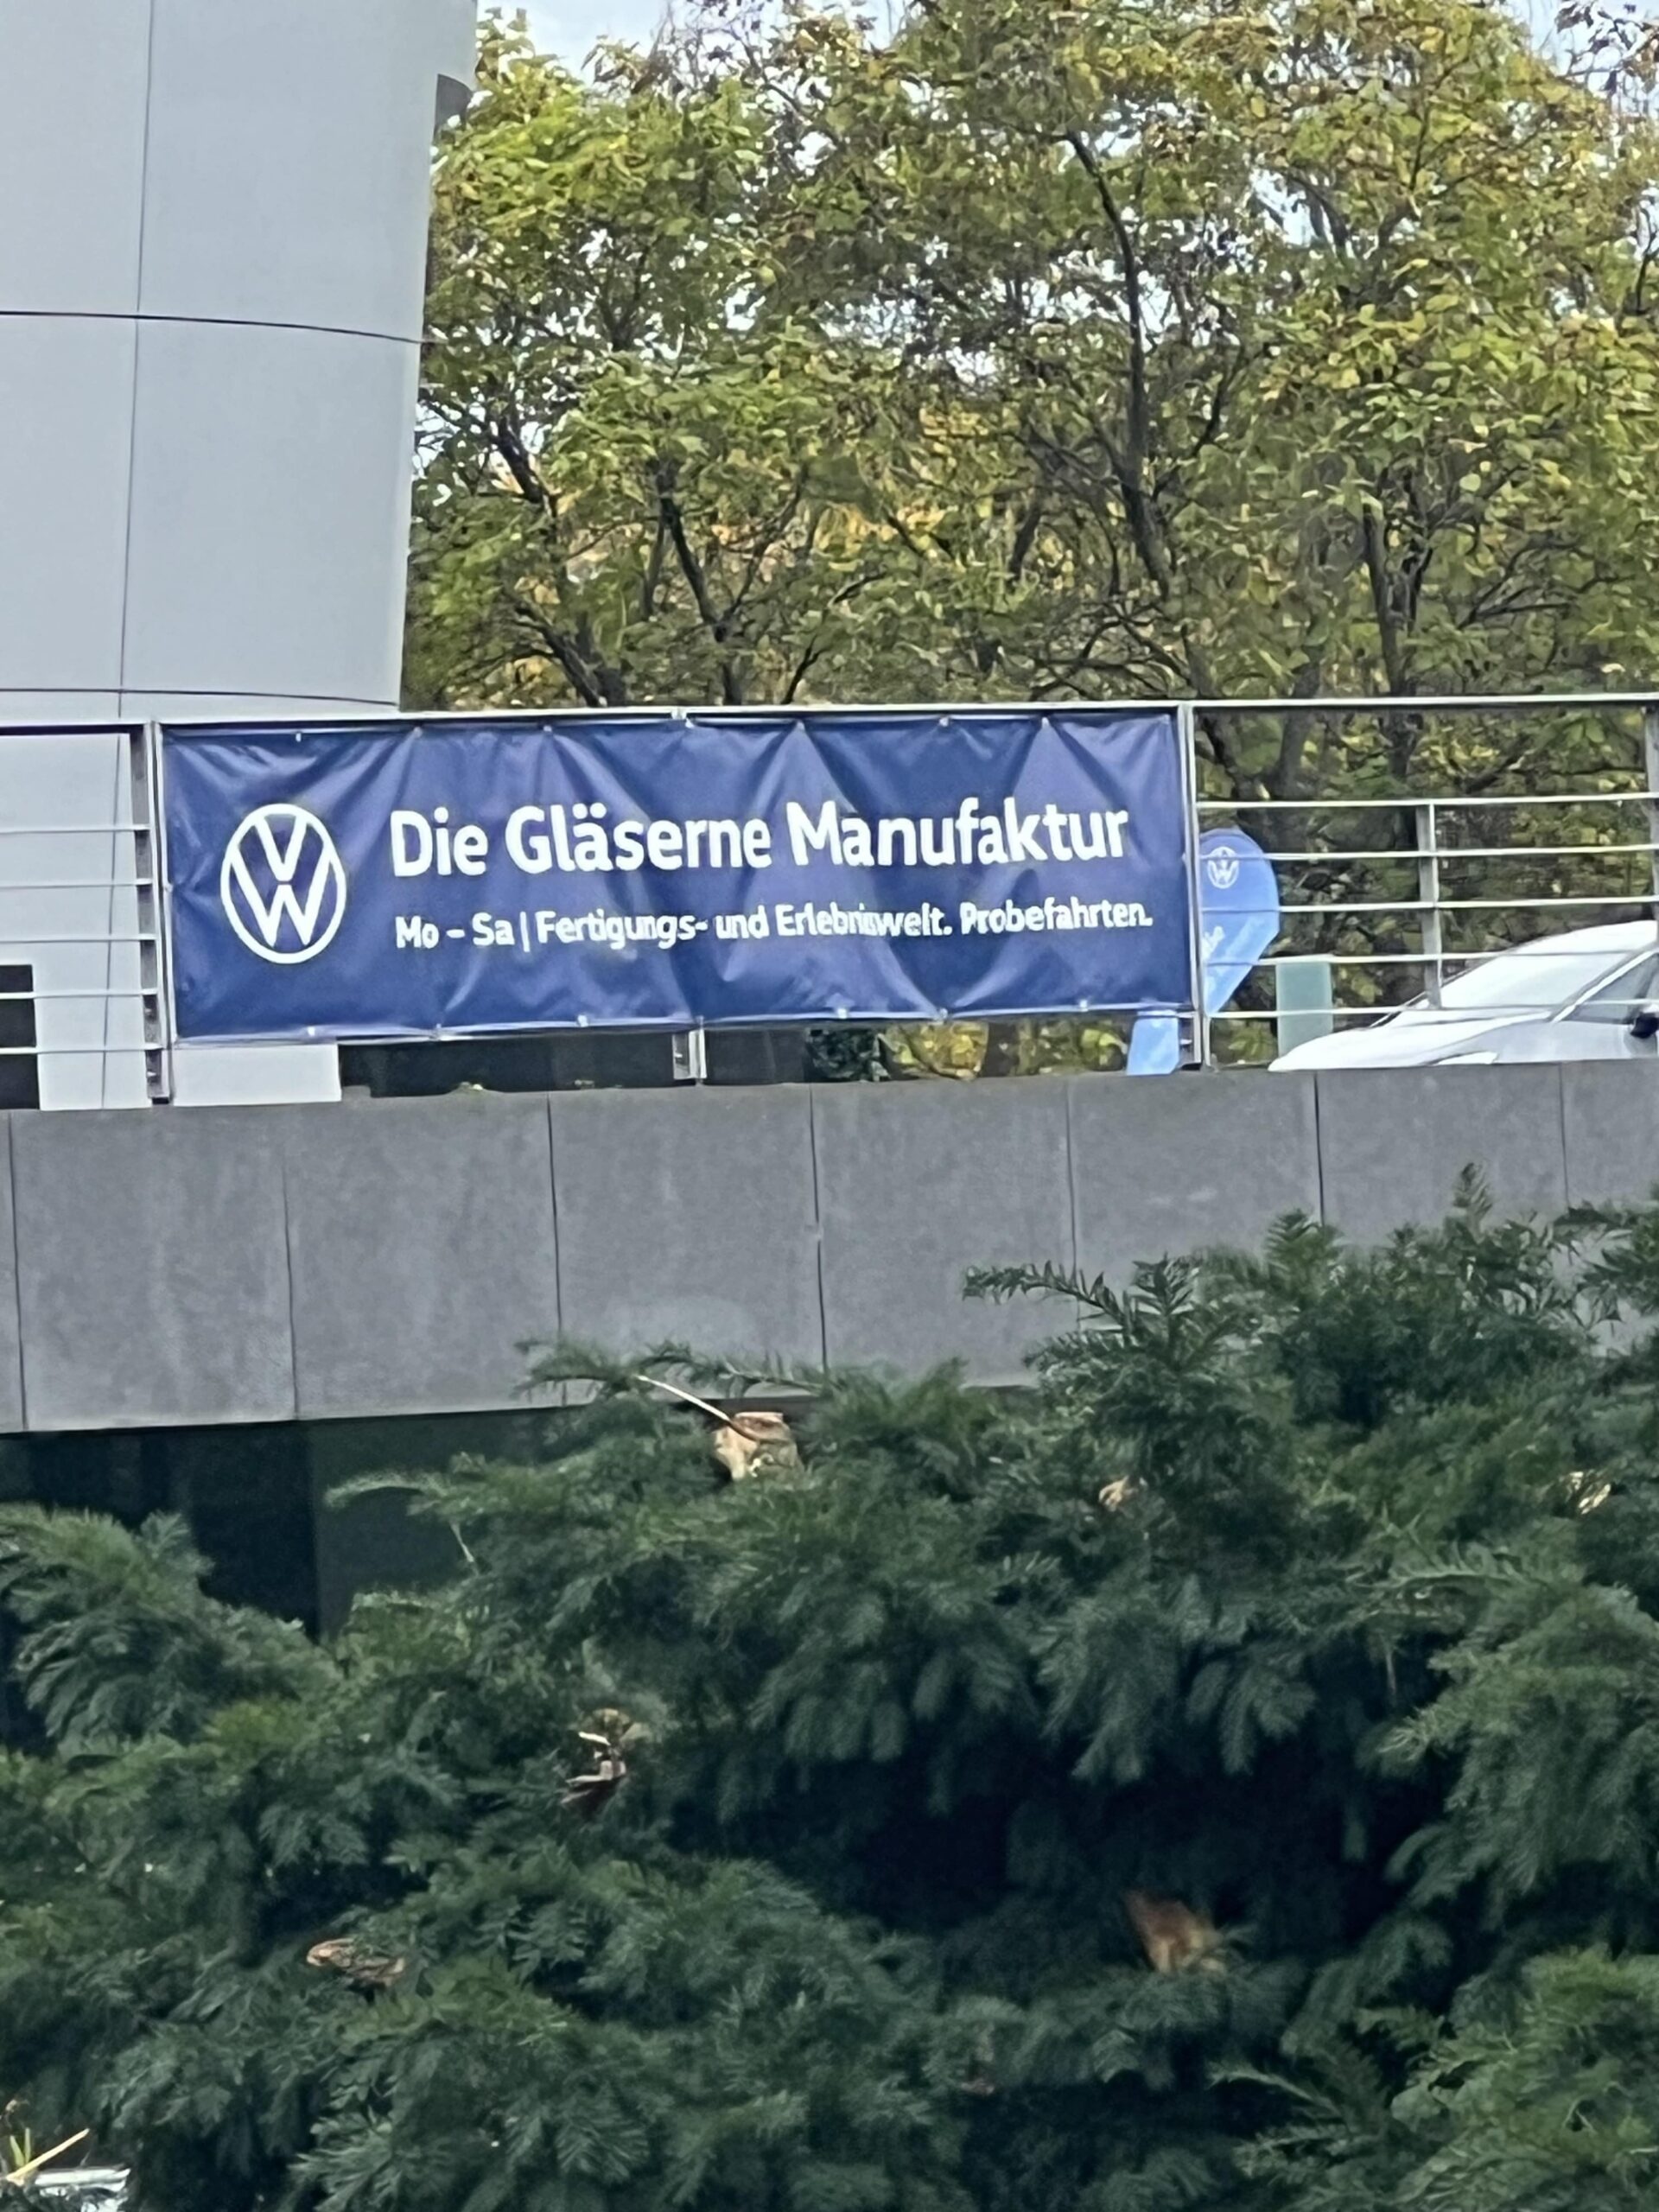 Die Gläserne Manufaktur
Mo – Sa | Fertigungs- und Erlebniswelt. Probefahrten.